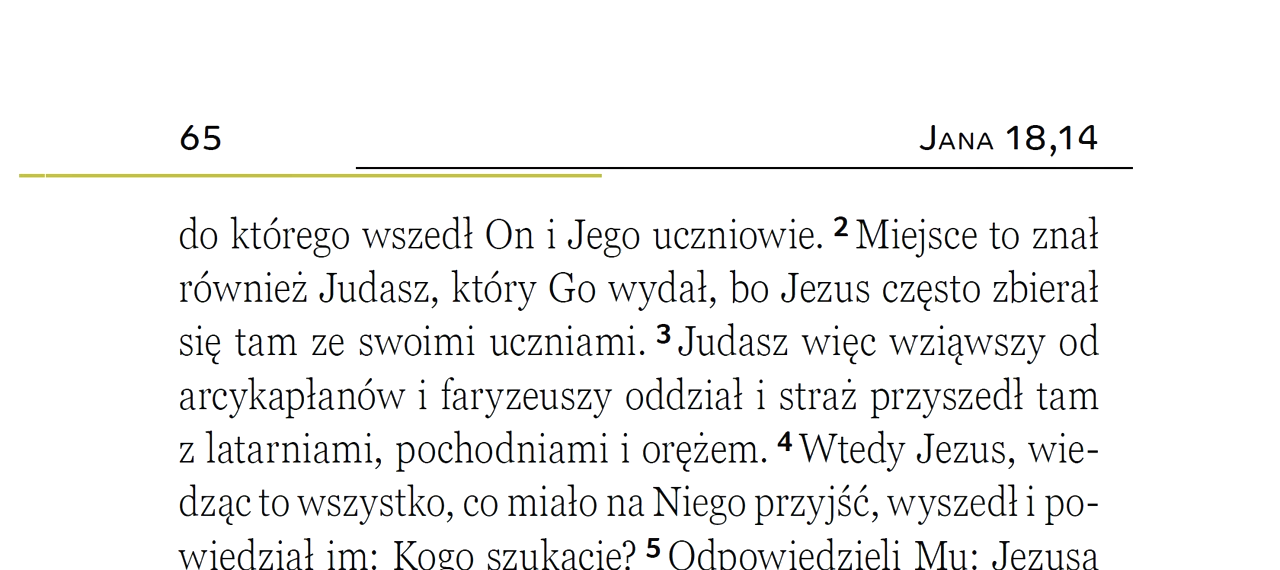 65 Jana 18,14
do którego wszedł On i Jego uczniowie. 2 Miejsce to znał
również Judasz, który Go wydał, bo Jezus często zbierał
się tam ze swoimi uczniami. 3 Judasz więc wziąwszy od
arcykapłanów i faryzeuszy oddział i straż przyszedł tam
z latarniami, pochodniami i orężem. 4 Wtedy Jezus, wie-
dząc to wszystko, co miało na Niego przyjść, wyszedł i po-
wiedział im: Kogo szukacie? 5 Odpowiedzieli Mu: Jezusa